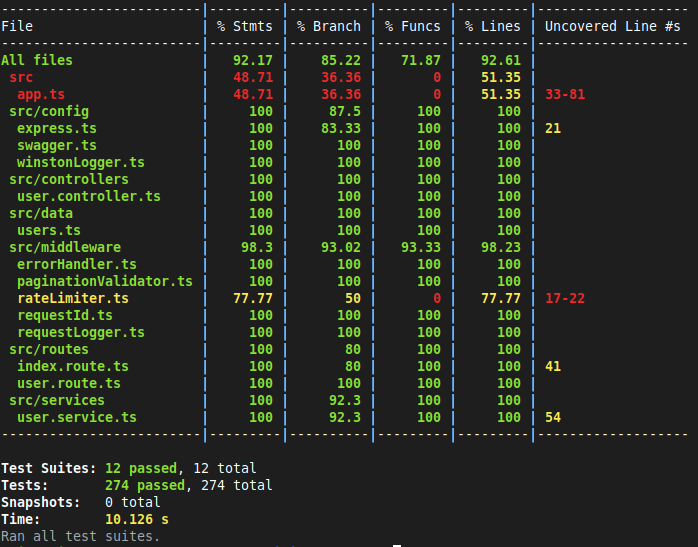 -------------------------|---------|----------|---------|---------|-------------------
File                     | % Stmts | % Branch | % Funcs | % Lines | Uncovered Line #s
-------------------------|---------|----------|---------|---------|-------------------
All files                |   92.17 |    85.22 |   71.87 |   92.61 |
 src                     |   48.71 |    36.36 |       0 |   51.35 |
  app.ts                 |   48.71 |    36.36 |       0 |   51.35 | 33-81
 src/config              |     100 |     87.5 |     100 |     100 |
  express.ts             |     100 |    83.33 |     100 |     100 | 21
  swagger.ts             |     100 |      100 |     100 |     100 |
  winstonLogger.ts       |     100 |      100 |     100 |     100 |
 src/controllers         |     100 |      100 |     100 |     100 |
  user.controller.ts     |     100 |      100 |     100 |     100 |
 src/data                |     100 |      100 |     100 |     100 |
  users.ts               |     100 |      100 |     100 |     100 |
 src/middleware          |    98.3 |    93.02 |   93.33 |   98.23 |
  errorHandler.ts        |     100 |      100 |     100 |     100 |
  paginationValidator.ts |     100 |      100 |     100 |     100 |
  rateLimiter.ts         |   77.77 |       50 |       0 |   77.77 | 17-22
  requestId.ts           |     100 |      100 |     100 |     100 |
  requestLogger.ts       |     100 |      100 |     100 |     100 |
 src/routes              |     100 |       80 |     100 |     100 |
  index.route.ts         |     100 |       80 |     100 |     100 | 41
  user.route.ts          |     100 |      100 |     100 |     100 |
 src/services            |     100 |     92.3 |     100 |     100 |
  user.service.ts        |     100 |     92.3 |     100 |     100 | 54
-------------------------|---------|----------|---------|---------|-------------------
Test Suites: 12 passed, 12 total
Tests:       274 passed, 274 total
Snapshots:   0 total
Time:        10.126 s
Ran all test suites.